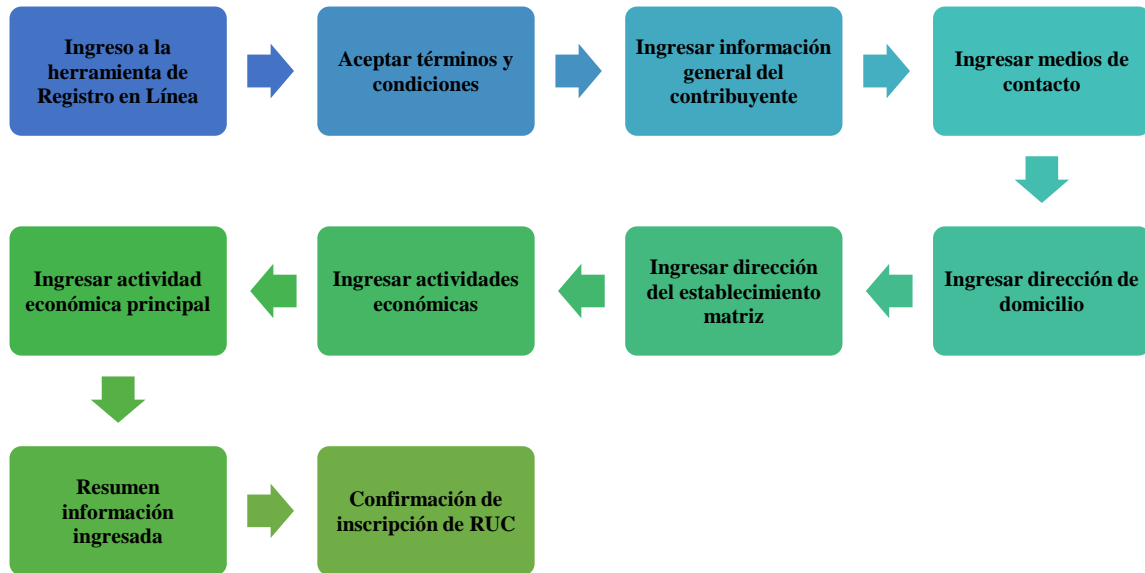 Ingreso a la
herramienta de
Registro en Línea
Aceptar términos y
condiciones
Ingresar información
general del
contribuyente
Ingresar medios de
contacto
Ingresar dirección de
domicilio
Ingresar dirección
del establecimiento
matriz
Ingresar actividades
económicas
Ingresar actividad
económica principal
Resumen
información
ingresada
Confirmación de
inscripción de RUC